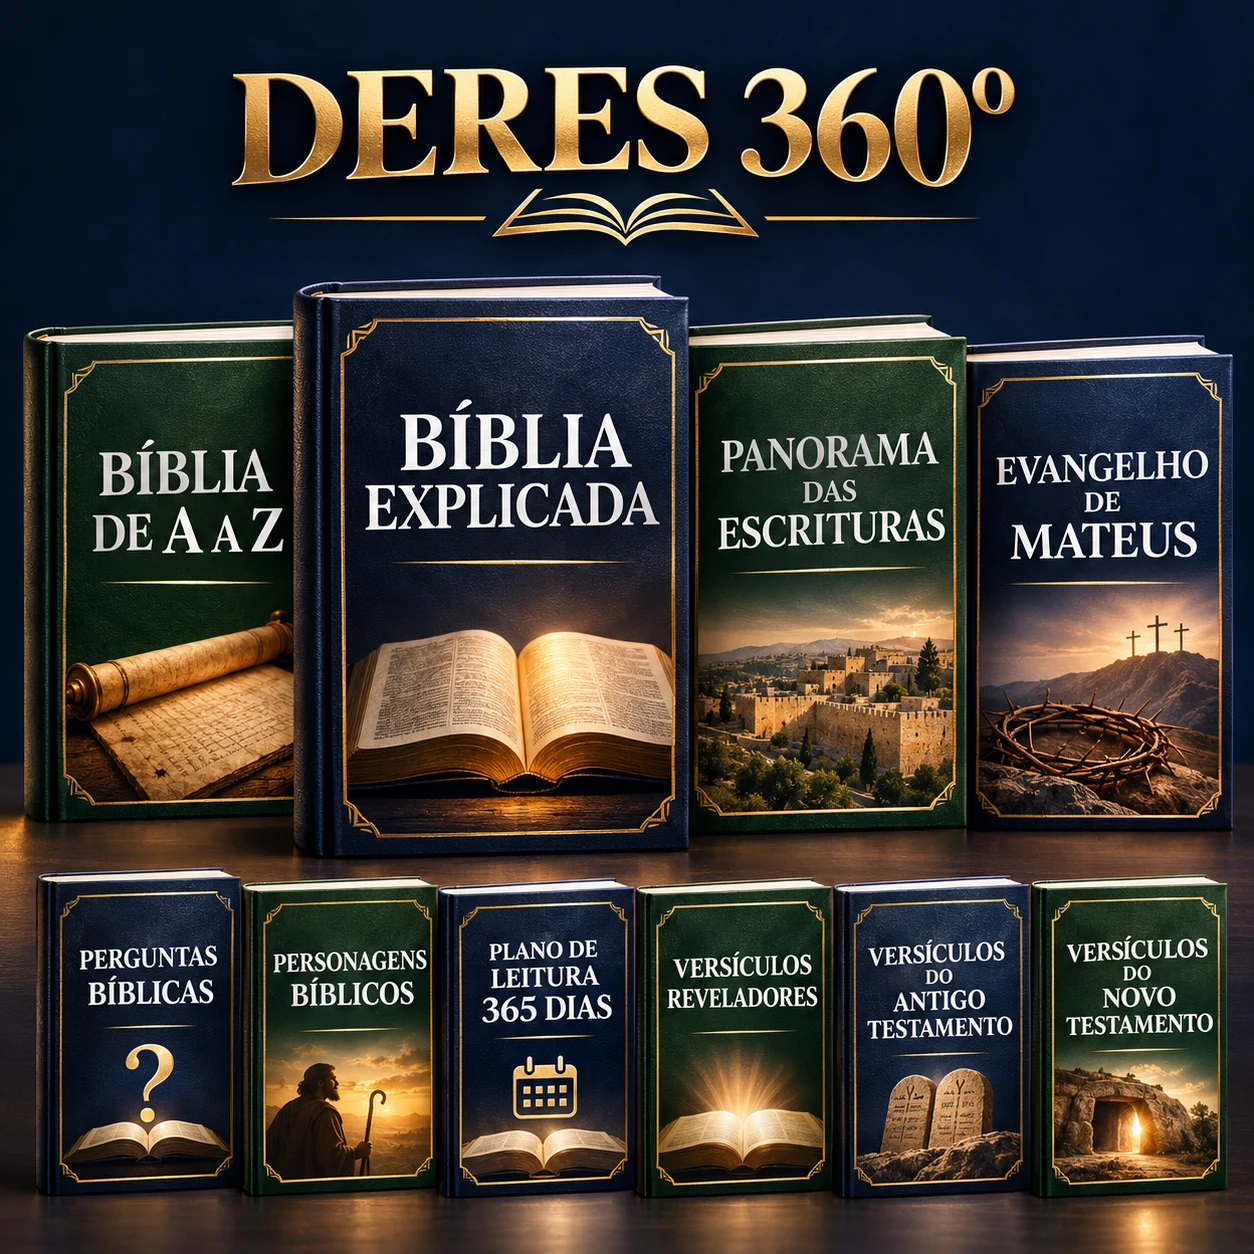 DERES 360º
BÍBLIA
DE A A Z
BÍBLIA
EXPLICADA
PANORAMA
DAS
ESCRITURAS
EVANGELHO
DE
MATEUS
PERGUNTAS
BÍBLICAS
?
PERSONAGENS
BÍBLICOS
PLANO DE
LEITURA
365 DIAS
VERSÍCULOS
REVELADORES
VERSÍCULOS
DO
ANTIGO
TESTAMENTO
VERSÍCULOS
DO
NOVO
TESTAMENTO